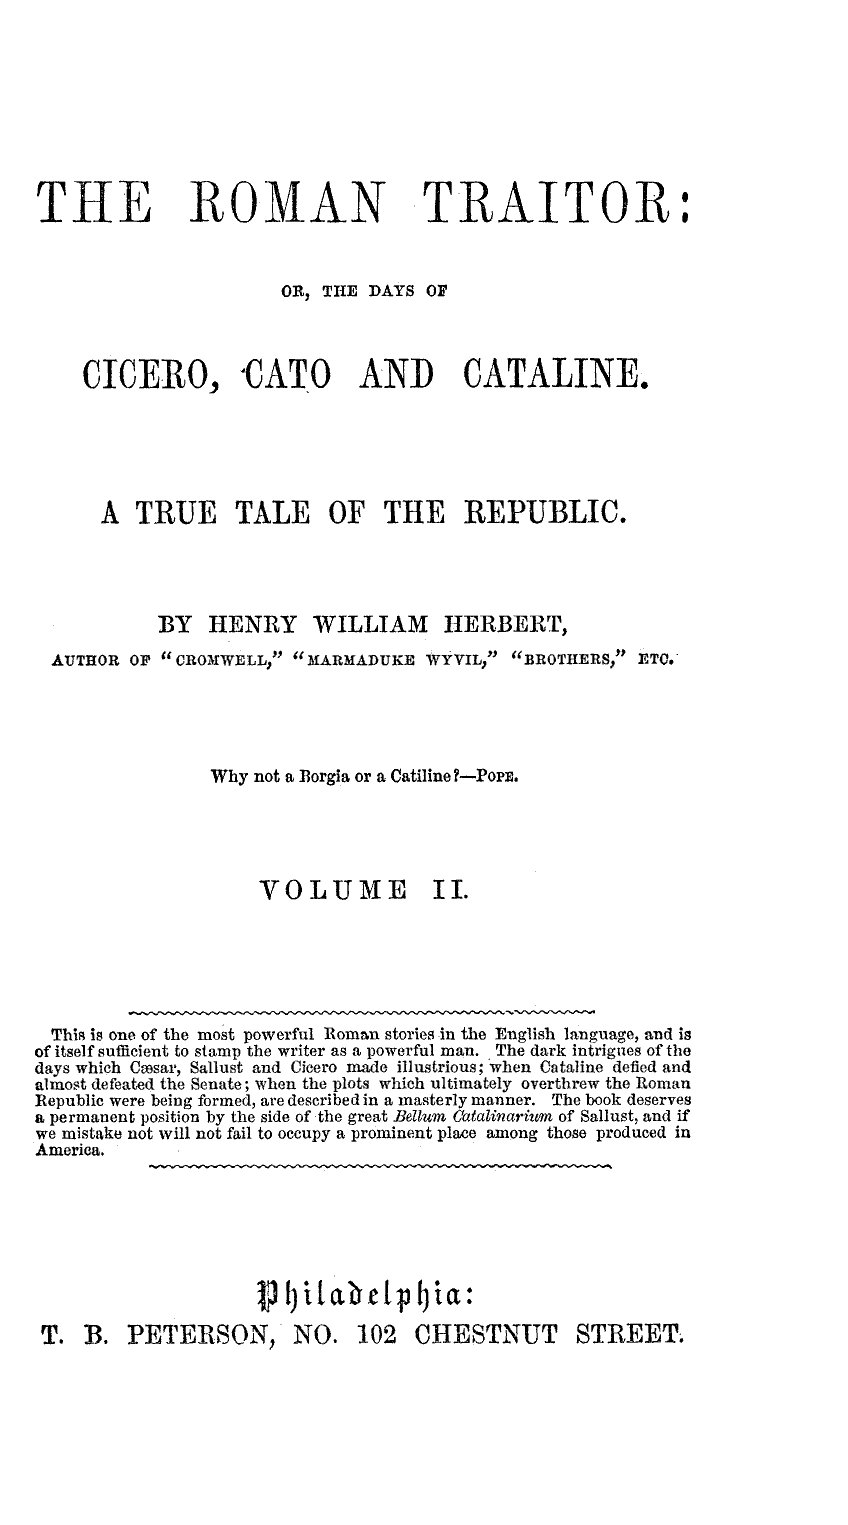 THE ROMAN TRAITOR:
OR, THE DAYS OF
CICERO, CATO AND CATALINE.
A TRUE TALE OF THE REPUBLIC.
BY HENRY WILLIAM HERBERT,
AUTHOR OF “CROMWELL,” “MARMADUKE WYVIL,” “BROTHERS,” ETC.
Why not a Borgia or a Catiline?—POPE.
VOLUME II.
This is one of the most powerful Roman stories in the English language, and is
of itself sufficient to stamp the writer as a powerful man. The dark intrigues of the
days which Cæsar, Sallust and Cicero made illustrious; when Cataline defied and
almost defeated the Senate; when the plots which ultimately overthrew the Roman
Republic were being formed, are described in a masterly manner. The book deserves
a permanent position by the side of the great Bellum Catalinarium of Sallust, and if
we mistake not will not fail to occupy a prominent place among those produced in
America.
Philadelphia:
T. B. PETERSON, NO. 102 CHESTNUT STREET.